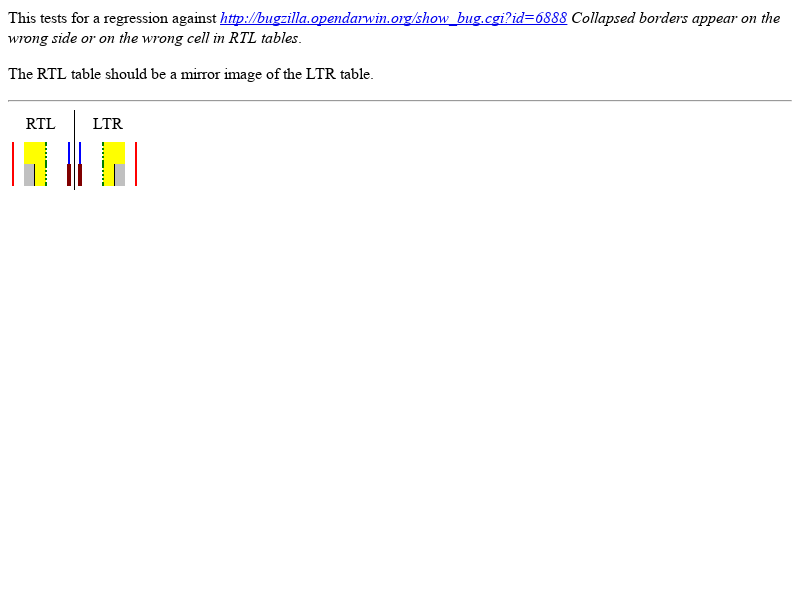 This tests for a regression against http://bugzilla.opendarwin.org/show_bug.cgi?id=6888 Collapsed borders appear on the
wrong side or on the wrong cell in RTL tables.
The RTL table should be a mirror image of the LTR table.
RTL LTR